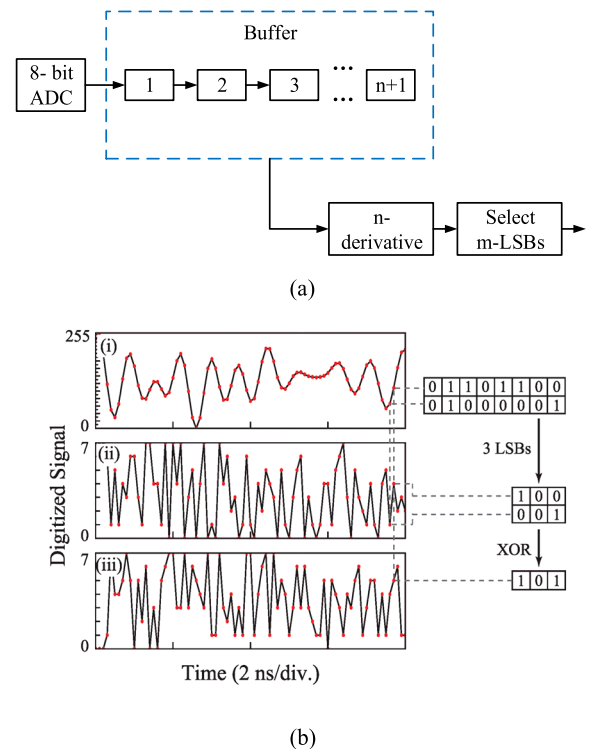 Buffer
8- bit
ADC
1
2
3
...
...
n+1
n-
derivative
Select
m-LSBs
(a)
255
(i)
0
0 1 1 0 1 1 0 0
0 1 0 0 0 0 0 1
3 LSBs
7
(ii)
0
1 0 0
0 0 1
XOR
7
(iii)
0
1 0 1
Digitized Signal
Time (2 ns/div.)
(b)